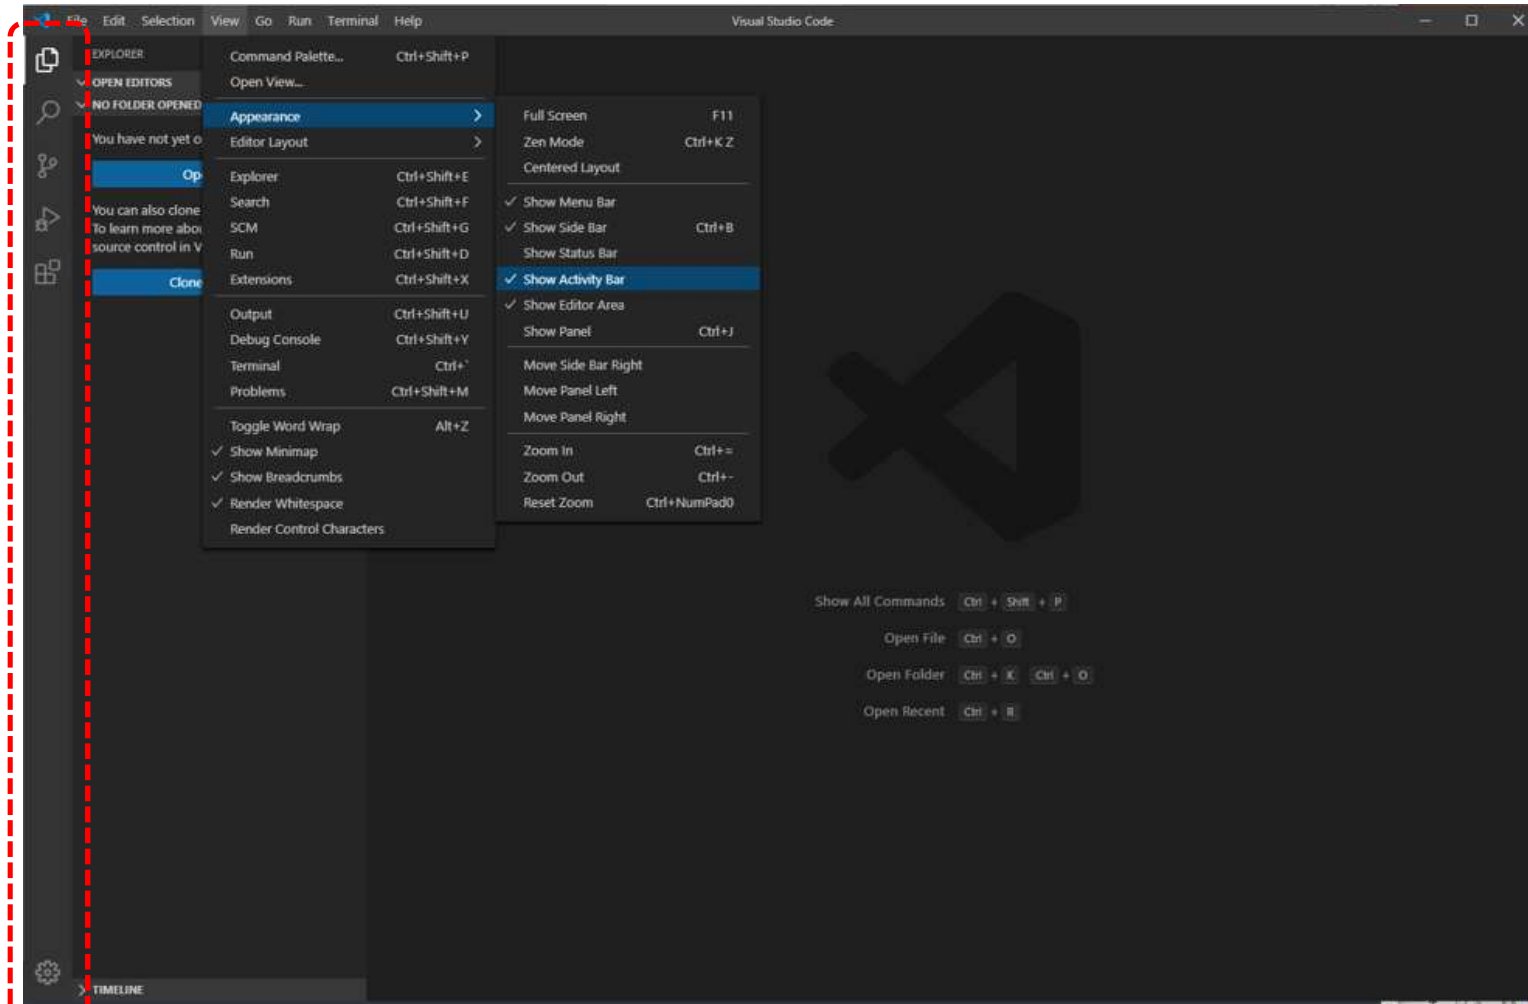 File Edit Selection View Go Run Terminal Help Visual Studio Code
EXPLORER
OPEN EDITORS
NO FOLDER OPENED
You have not yet o
Op
You can also clone
To learn more abou
source control in V
Clone
TIMELINE
Command Palette... Ctrl+Shift+P
Open View...
Appearance
Editor Layout
Explorer Ctrl+Shift+E
Search Ctrl+Shift+F
SCM Ctrl+Shift+G
Run Ctrl+Shift+D
Extensions Ctrl+Shift+X
Output Ctrl+Shift+U
Debug Console Ctrl+Shift+Y
Terminal Ctrl+`
Problems Ctrl+Shift+M
Toggle Word Wrap Alt+Z
Show Minimap
Show Breadcrumbs
Render Whitespace
Render Control Characters
Full Screen F11
Zen Mode Ctrl+K Z
Centered Layout
Show Menu Bar
Show Side Bar Ctrl+B
Show Status Bar
Show Activity Bar
Show Editor Area
Show Panel Ctrl+J
Move Side Bar Right
Move Panel Left
Move Panel Right
Zoom In Ctrl+=
Zoom Out Ctrl+-
Reset Zoom Ctrl+NumPad0
Show All Commands Ctrl + Shift + P
Open File Ctrl + O
Open Folder Ctrl + K Ctrl + O
Open Recent Ctrl + R